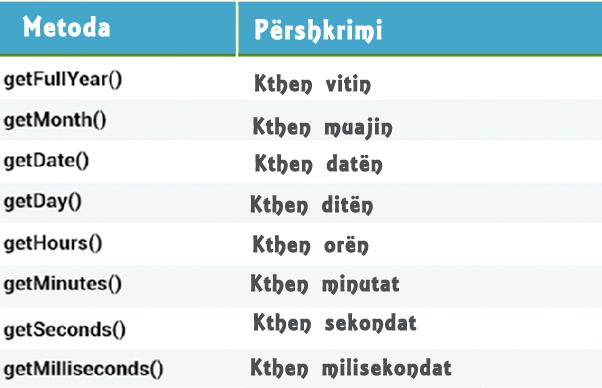 Metoda Përshkrimi
getFullYear() Kthen vitin
getMonth() Kthen muajin
getDate() Kthen datën
getDay() Kthen ditën
getHours() Kthen orën
getMinutes() Kthen minutat
getSeconds() Kthen sekondat
getMilliseconds() Kthen milisekondat